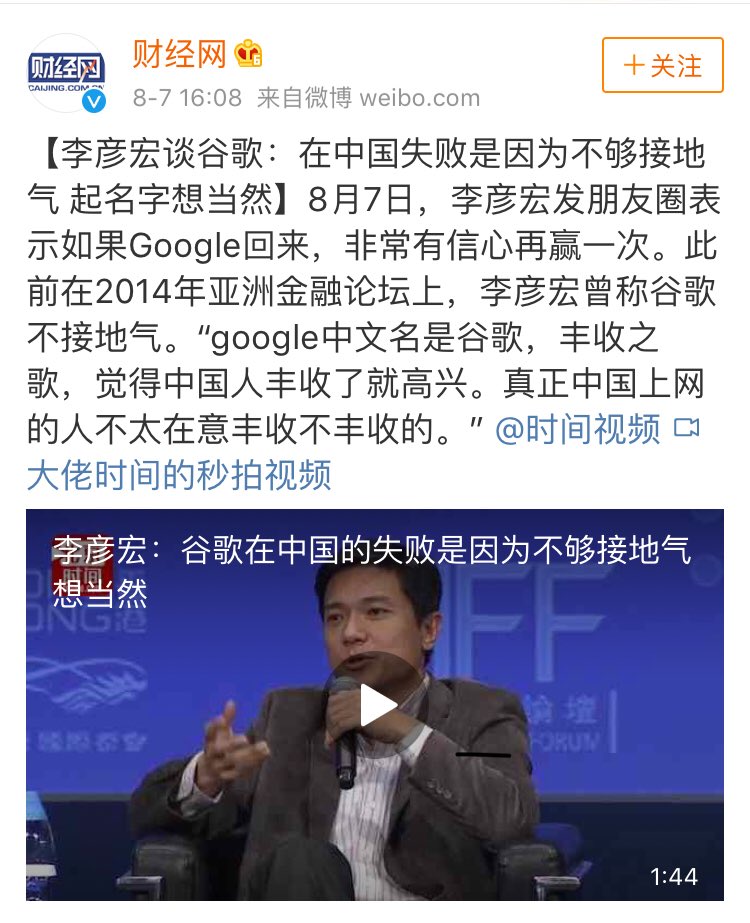 财经网
CAIJING.COM.CN
财经网
8-7 16:08 来自微博 weibo.com
+关注
【李彦宏谈谷歌：在中国失败是因为不够接地
气 起名字想当然】8月7日，李彦宏发朋友圈表
示如果Google回来，非常有信心再赢一次。此
前在2014年亚洲金融论坛上，李彦宏曾称谷歌
不接地气。“google中文名是谷歌，丰收之
歌，觉得中国人丰收了就高兴。真正中国上网
的人不太在意丰收不丰收的。” @时间视频
大佬时间的秒拍视频
李彦宏：谷歌在中国的失败是因为不够接地气
想当然
时间
ONG港
FF
論壇
FORUM
1:44